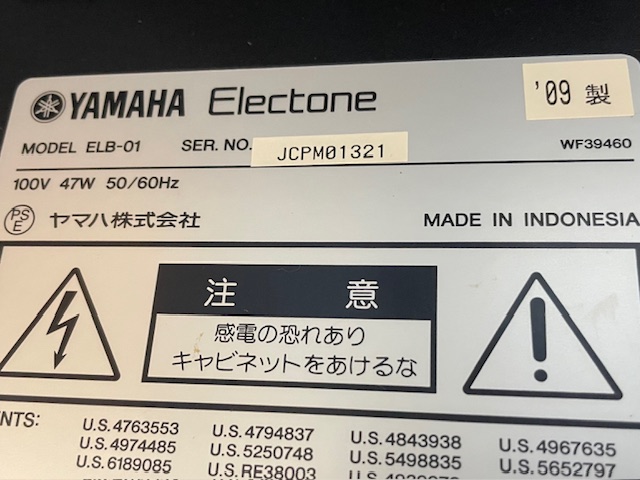 YAMAHA Electone
'09 製
MODEL ELB-01 SER. NO. JCPM01321 WF39460
100V 47W 50/60Hz
PS E ヤマハ株式会社 MADE IN INDONESIA
注 意
感電の恐れあり
キャビネットをあけるな
NTS: U.S.4763553 U.S.4794837 U.S.4843938 U.S.4967635
U.S.4974485 U.S.5250748 U.S.5498835 U.S.5652797
U.S.6189085 U.S.RE38003